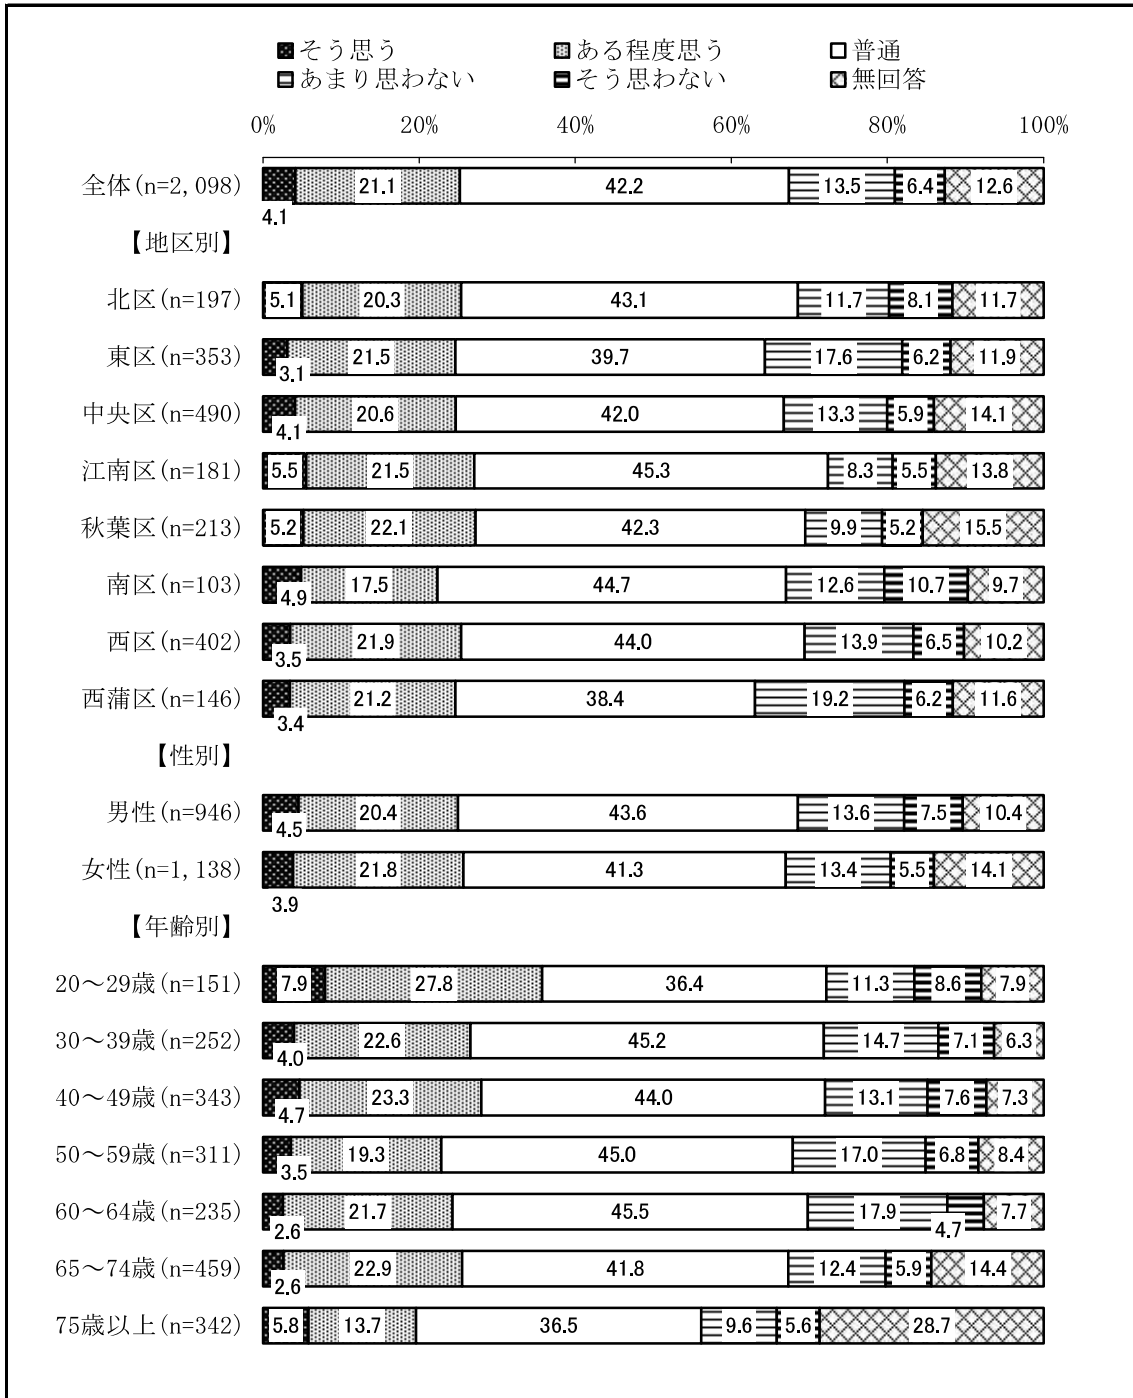 そう思う ある程度思う 普通
あまり思わない そう思わない 無回答
0% 20% 40% 60% 80% 100%
全体(n=2,098) 21.1 42.2 13.5 6.4 12.6
4.1
【地区別】
北区(n=197) 5.1 20.3 43.1 11.7 8.1 11.7
東区(n=353) 3.1 21.5 39.7 17.6 6.2 11.9
中央区(n=490) 4.1 20.6 42.0 13.3 5.9 14.1
江南区(n=181) 5.5 21.5 45.3 8.3 5.5 13.8
秋葉区(n=213) 5.2 22.1 42.3 9.9 5.2 15.5
南区(n=103) 4.9 17.5 44.7 12.6 10.7 9.7
西区(n=402) 3.5 21.9 44.0 13.9 6.5 10.2
西蒲区(n=146) 3.4 21.2 38.4 19.2 6.2 11.6
【性別】
男性(n=946) 4.5 20.4 43.6 13.6 7.5 10.4
女性(n=1,138) 21.8 41.3 13.4 5.5 14.1
3.9
【年齢別】
20～29歳(n=151) 7.9 27.8 36.4 11.3 8.6 7.9
30～39歳(n=252) 4.0 22.6 45.2 14.7 7.1 6.3
40～49歳(n=343) 4.7 23.3 44.0 13.1 7.6 7.3
50～59歳(n=311) 3.5 19.3 45.0 17.0 6.8 8.4
60～64歳(n=235) 2.6 21.7 45.5 17.9 4.7 7.7
65～74歳(n=459) 2.6 22.9 41.8 12.4 5.9 14.4
75歳以上(n=342) 5.8 13.7 36.5 9.6 5.6 28.7